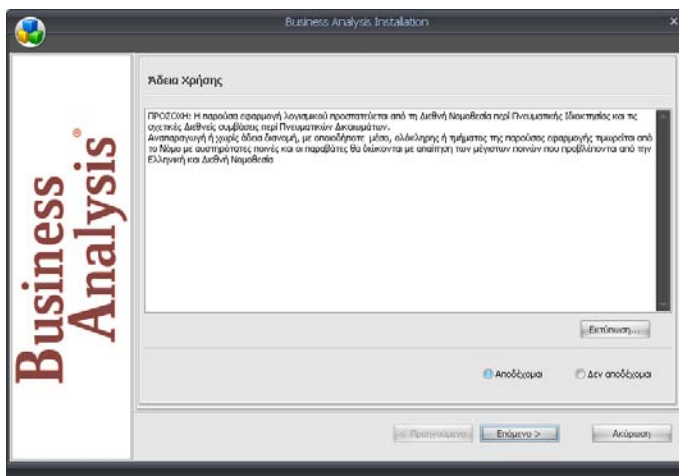 Business Analysis Installation
Business
Analysis®
Άδεια Χρήσης
ΠΡΟΣΟΧΗ: Η παρούσα εφαρμογή λογισμικού προστατεύεται από τη Διεθνή Νομοθεσία περί Πνευματικής Ιδιοκτησίας και τις
σχετικές Διεθνείς συμβάσεις περί Πνευματικών Δικαιωμάτων.
Αναπαραγωγή ή χωρίς άδεια διανομή, με οποιοδήποτε μέσο, ολόκληρης ή τμήματος της παρούσας εφαρμογής τιμωρείται από
το Νόμο με αυστηρότατες ποινές και οι παραβάτες θα διώκονται με απαίτηση των μέγιστων ποινών που προβλέπονται από την
Ελληνική και Διεθνή Νομοθεσία
Εκτύπωση...
Αποδέχομαι
Δεν αποδέχομαι
< Προηγούμενο
Επόμενο >
Ακύρωση